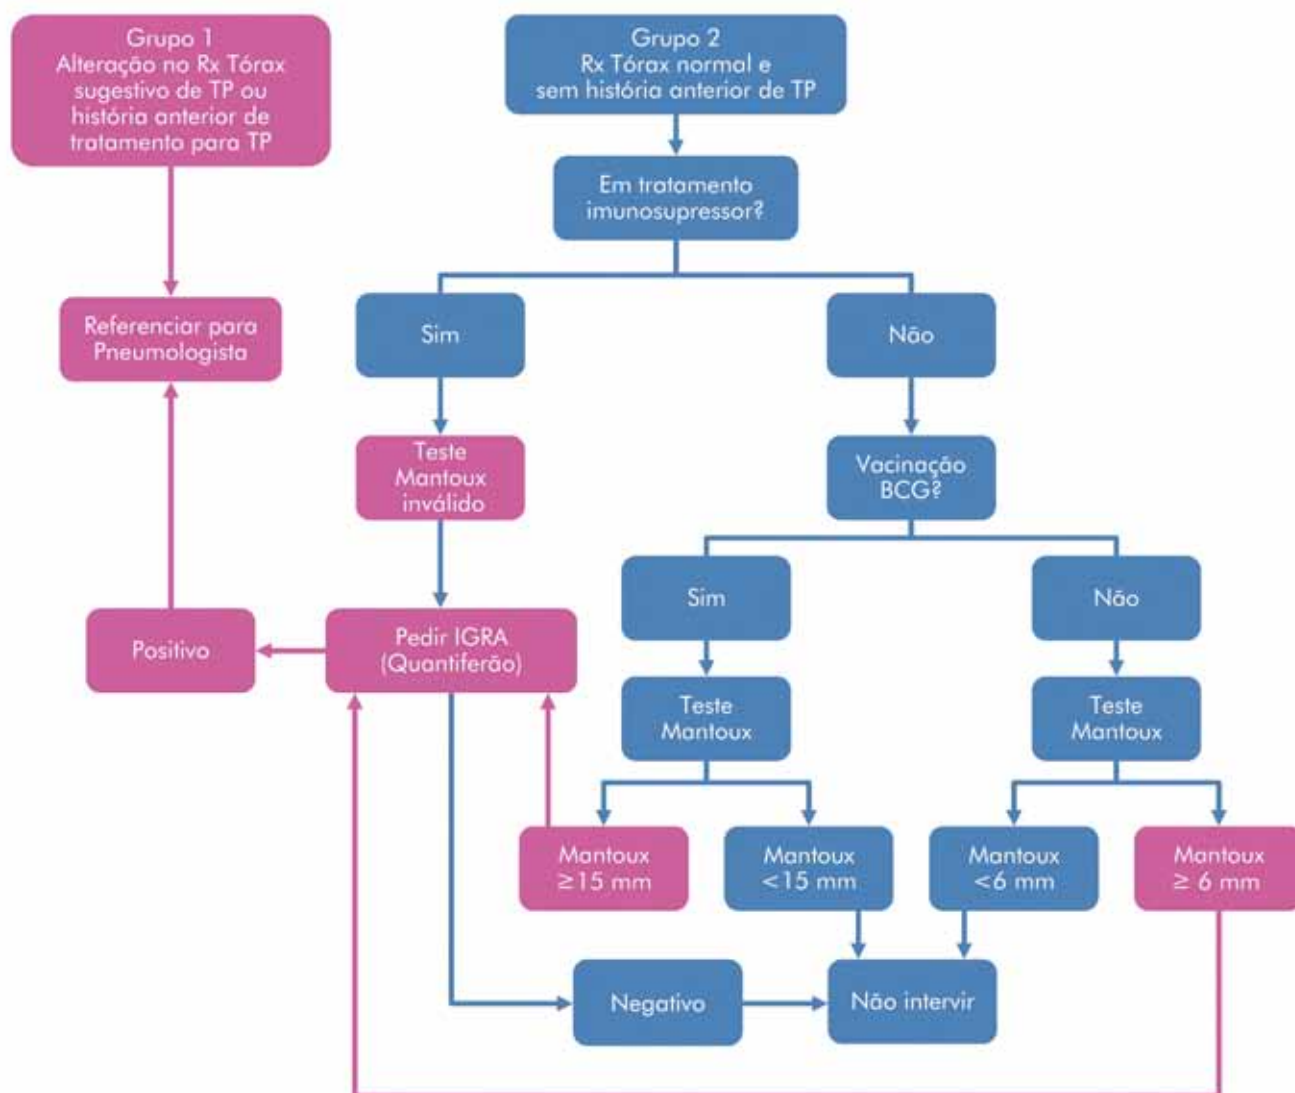 Grupo 1
Alteração no Rx Tórax
sugestivo de TP ou
história anterior de
tratamento para TP
Grupo 2
Rx Tórax normal e
sem história anterior de TP
Em tratamento
imunosupressor?
Referenciar para
Pneumologista
Sim
Não
Teste
Mantoux
inválido
Vacinação
BCG?
Sim
Não
Positivo
Pedir IGRA
(Quantiferão)
Teste
Mantoux
Teste
Mantoux
Mantoux
≥15 mm
Mantoux
<15 mm
Mantoux
<6 mm
Mantoux
≥ 6 mm
Negativo
Não intervir